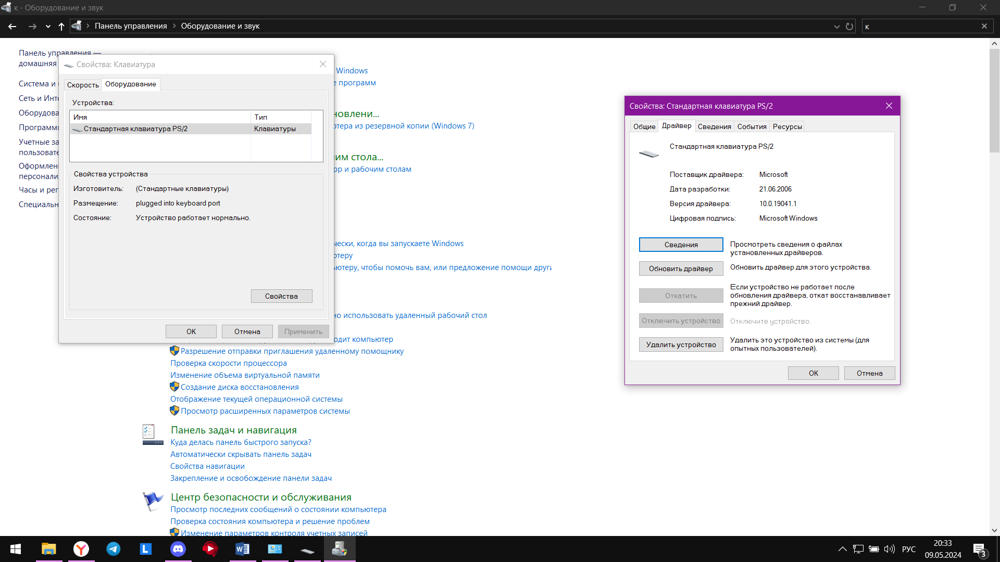 к - Оборудование и звук
Панель управления
Оборудование и звук
к
Панель управления —
домашняя
Система и
Сеть и Инте
Оборудова
Программы
Учетные за
пользовате
Оформлен
персонали
Часы и рег
Специальн
Свойства: Клавиатура
Скорость
Оборудование
Устройства:
Имя
Тип
Стандартная клавиатура PS/2
Клавиатуры
Свойства устройства
Изготовитель:
(Стандартные клавиатуры)
Размещение:
plugged into keyboard port
Состояние:
Устройство работает нормально.
Свойства
ОК
Отмена
Применить
Windows
е программ
новлени...
ютера из резервной копии (Windows 7)
им стола...
ор и рабочим столам
чески, когда вы запускаете Windows
ютеру
ьютеру, чтобы помочь вам, или предложение помощи други
но использовать удаленный рабочий стол
одит компьютер
Разрешение отправки приглашения удаленному помощнику
Проверка скорости процессора
Изменение объема виртуальной памяти
Создание диска восстановления
Отображение текущей операционной системы
Просмотр расширенных параметров системы
Панель задач и навигация
Куда делась панель быстрого запуска?
Автоматически скрывать панель задач
Свойства навигации
Закрепление и освобождение панели задач
Центр безопасности и обслуживания
Просмотр последних сообщений о состоянии компьютера
Проверка состояния компьютера и решение проблем
Изменение параметров контроля учетных записей
Свойства: Стандартная клавиатура PS/2
Общие
Драйвер
Сведения
События
Ресурсы
Стандартная клавиатура PS/2
Поставщик драйвера:
Microsoft
Дата разработки:
21.06.2006
Версия драйвера:
10.0.19041.1
Цифровая подпись:
Microsoft Windows
Сведения
Просмотреть сведения о файлах
установленных драйверов.
Обновить драйвер
Обновить драйвер для этого устройства.
Откатить
Если устройство не работает после
обновления драйвера, откат восстанавливает
прежний драйвер.
Отключить устройство
Отключите устройство.
Удалить устройство
Удалить это устройство из системы (для
опытных пользователей).
ОК
Отмена
L
W
РУС
20:33
09.05.2024
3